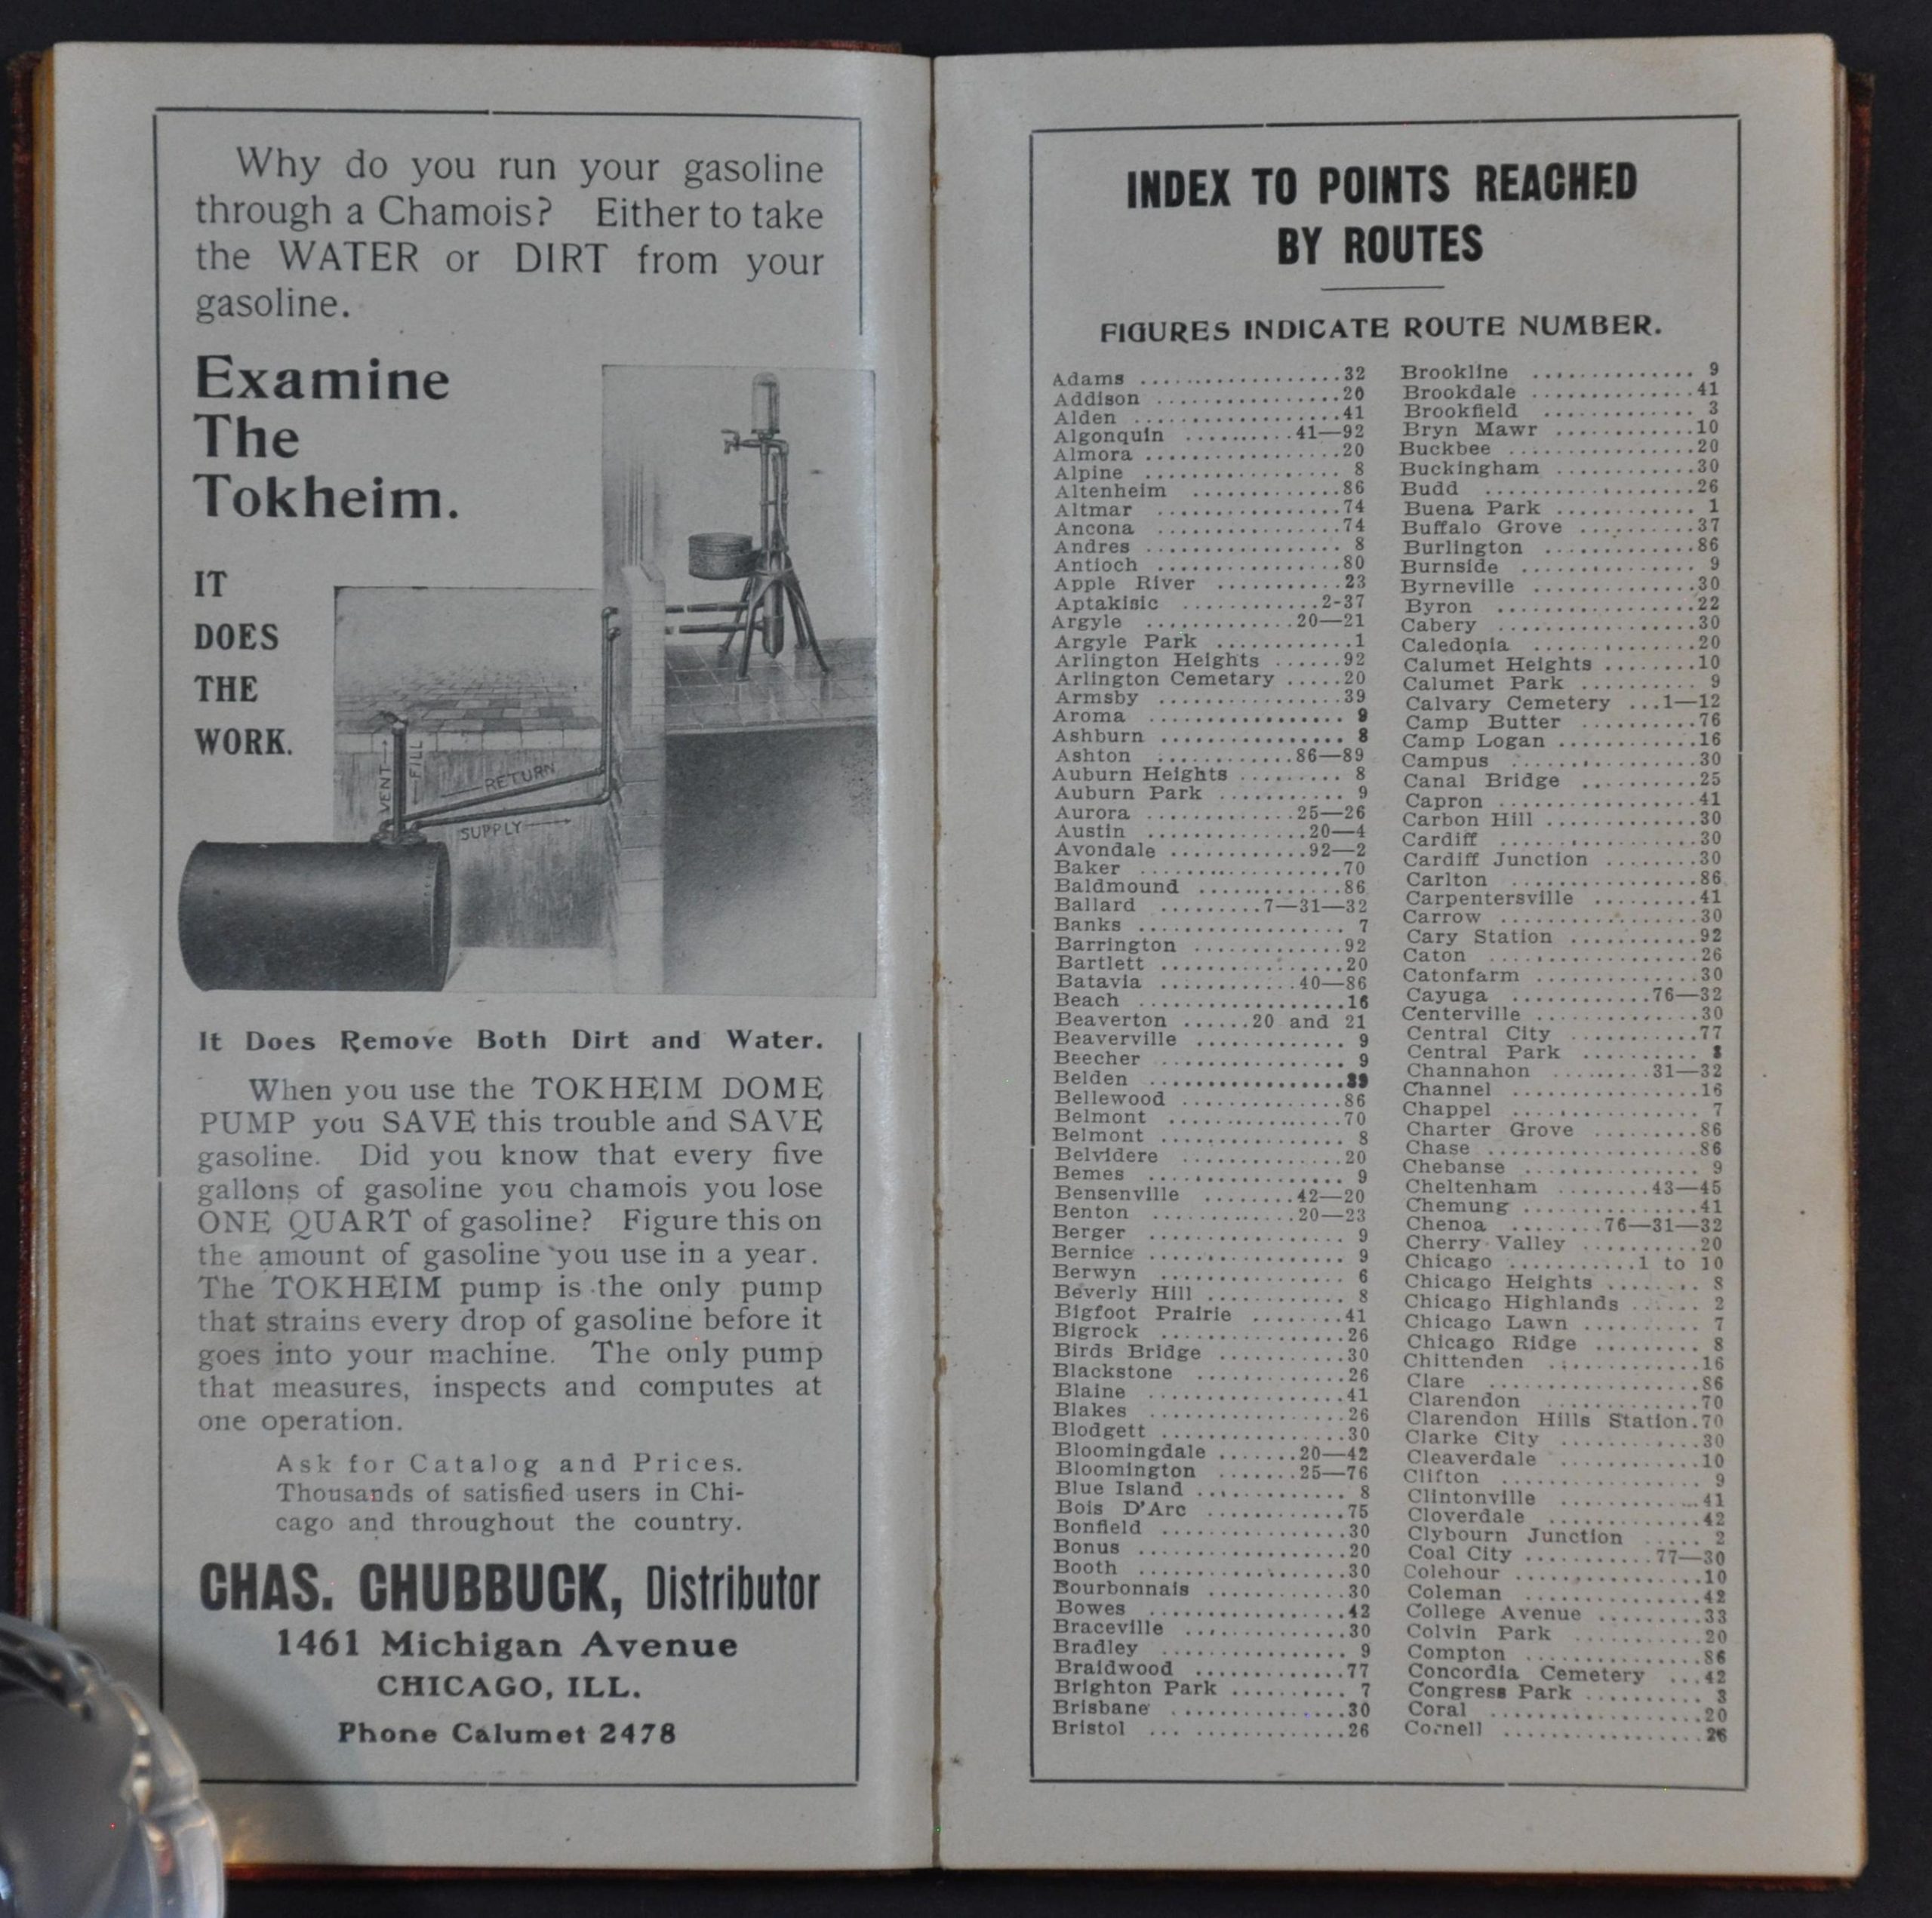 Why do you run your gasoline
through a Chamois? Either to take
the WATER or DIRT from your
gasoline.
Examine
The
Tokheim.
IT
DOES
THE
WORK.
VENT
FILL
RETURN
SUPPLY
It Does Remove Both Dirt and Water.
When you use the TOKHEIM DOME
PUMP you SAVE this trouble and SAVE
gasoline. Did you know that every five
gallons of gasoline you chamois you lose
ONE QUART of gasoline? Figure this on
the amount of gasoline you use in a year.
The TOKHEIM pump is the only pump
that strains every drop of gasoline before it
goes into your machine. The only pump
that measures, inspects and computes at
one operation.
Ask for Catalog and Prices.
Thousands of satisfied users in Chi-
cago and throughout the country.
CHAS. CHUBBUCK, Distributor
1461 Michigan Avenue
CHICAGO, ILL.
Phone Calumet 2478
INDEX TO POINTS REACHED
BY ROUTES
FIGURES INDICATE ROUTE NUMBER.
Adams ..................32
Addison ................20
Alden ..................41
Algonquin ..........41—92
Almora .................20
Alpine ................. 8
Altenheim .............86
Altmar ................74
Ancona ................74
Andres ................. 8
Antioch ................80
Apple River ...........23
Aptakisic ............2-37
Argyle .............20—21
Argyle Park ............1
Arlington Heights ......92
Arlington Cemetary .....20
Armsby ................39
Aroma ................. 9
Ashburn ................ 8
Ashton ............86—89
Auburn Heights ......... 8
Auburn Park ........... 9
Aurora .............25—26
Austin ..............20—4
Avondale ............92—2
Baker ..................70
Baldmound .............86
Ballard .........7—31—32
Banks .................. 7
Barrington .............92
Bartlett ................20
Batavia ............40—86
Beach ..................16
Beaverton ......20 and 21
Beaverville ............. 9
Beecher ................ 9
Belden .................89
Bellewood ..............86
Belmont ...............70
Belmont ................ 8
Belvidere ..............20
Bemes ................. 9
Bensenville ........42—20
Benton ............20—23
Berger ................. 9
Bernice ................. 9
Berwyn ................ 6
Beverly Hill ............ 8
Bigfoot Prairie ........41
Bigrock ................26
Birds Bridge ...........30
Blackstone .............26
Blaine .................41
Blakes .................26
Blodgett ................30
Bloomingdale .......20—42
Bloomington .......25—76
Blue Island ............. 8
Bois D'Arc ............75
Bonfield ................30
Bonus ..................20
Booth ..................30
Bourbonnais ............30
Bowes .................42
Braceville ..............30
Bradley ................ 9
Braidwood .............77
Brighton Park .......... 7
Brisbane ...............30
Bristol ... .............26
Brookline .............. 9
Brookdale ..............41
Brookfield ............. 3
Bryn Mawr ............10
Buckbee ................20
Buckingham ............30
Budd ..................26
Buena Park ............ 1
Buffalo Grove ..........37
Burlington .............86
Burnside ............... 9
Byrneville ..............30
Byron .................22
Cabery .................30
Caledonia ..............20
Calumet Heights ........10
Calumet Park .......... 9
Calvary Cemetery ...1—12
Camp Butter ..........76
Camp Logan ............16
Campus ................30
Canal Bridge ..........25
Capron .................41
Carbon Hill .............30
Cardiff .................30
Cardiff Junction ........30
Carlton ................86
Carpentersville .........41
Carrow .................30
Cary Station ...........92
Caton ..................26
Catonfarm ..............30
Cayuga ............76—32
Centerville ..............30
Central City ...........77
Central Park ..........
Channahon .........31—32
Channel ................16
Chappel ................ 7
Charter Grove .........86
Chase ..................86
Chebanse ............... 9
Cheltenham ........43—45
Chemung ...............41
Chenoa ........76—31—32
Cherry Valley ..........20
Chicago ...........1 to 10
Chicago Heights ........ 8
Chicago Highlands ...... 2
Chicago Lawn .......... 7
Chicago Ridge ......... 8
Chittenden .............16
Clare ..................86
Clarendon .............70
Clarendon Hills Station.70
Clarke City ............30
Cleaverdale ............10
Clifton ................. 9
Clintonville .............41
Cloverdale .............42
Clybourn Junction ..... 2
Coal City ...........77—30
Colehour ................10
Coleman ...............42
College Avenue .........33
Colvin Park ...........20
Compton ...............86
Concordia Cemetery ...42
Congress Park .......... 3
Coral ..................20
Cornell .................26